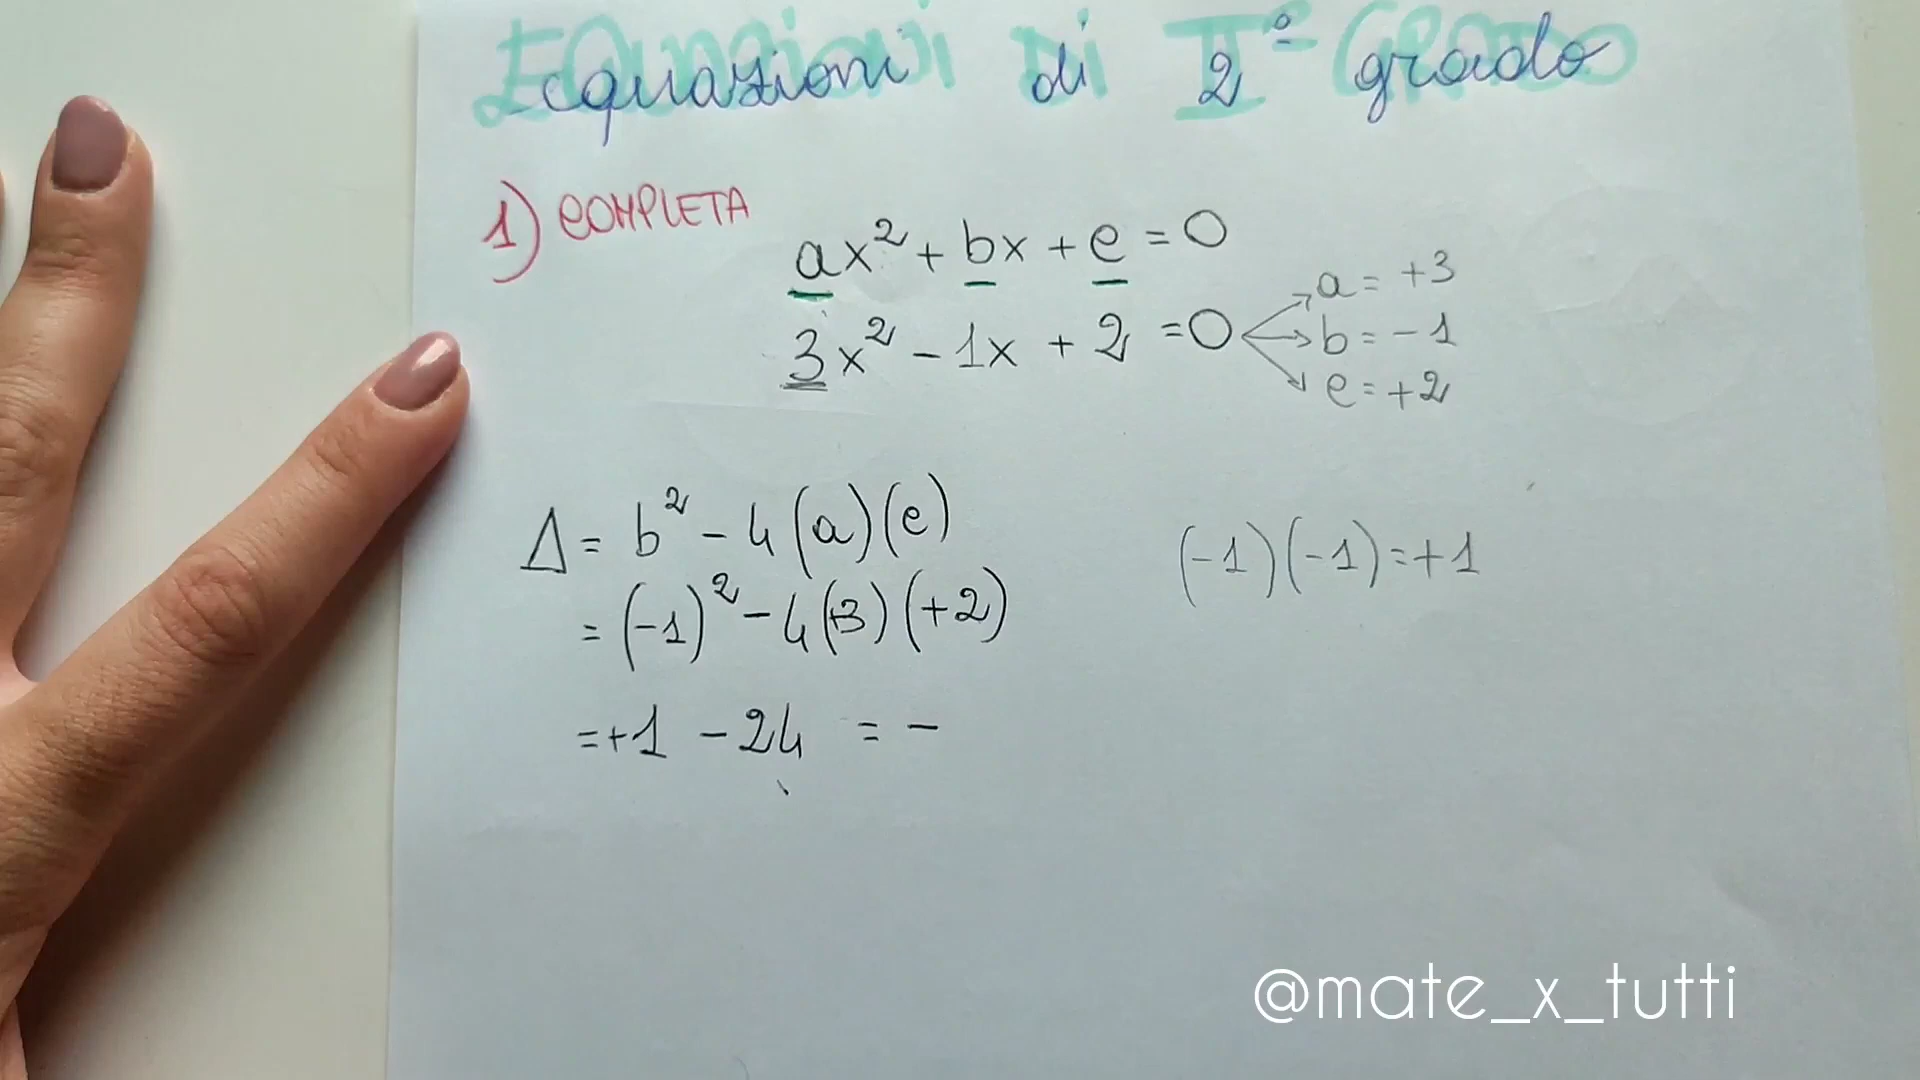 Equazioni di 2º grado
1) COMPLETA
ax² + bx + c = 0
3x² - 1x + 2 = 0
a = +3
b = -1
c = +2
Δ = b² - 4(a)(c)
= (-1)² - 4(+3)(+2)
= +1 - 24 = -
(-1)(-1) = +1
@mate_x_tutti